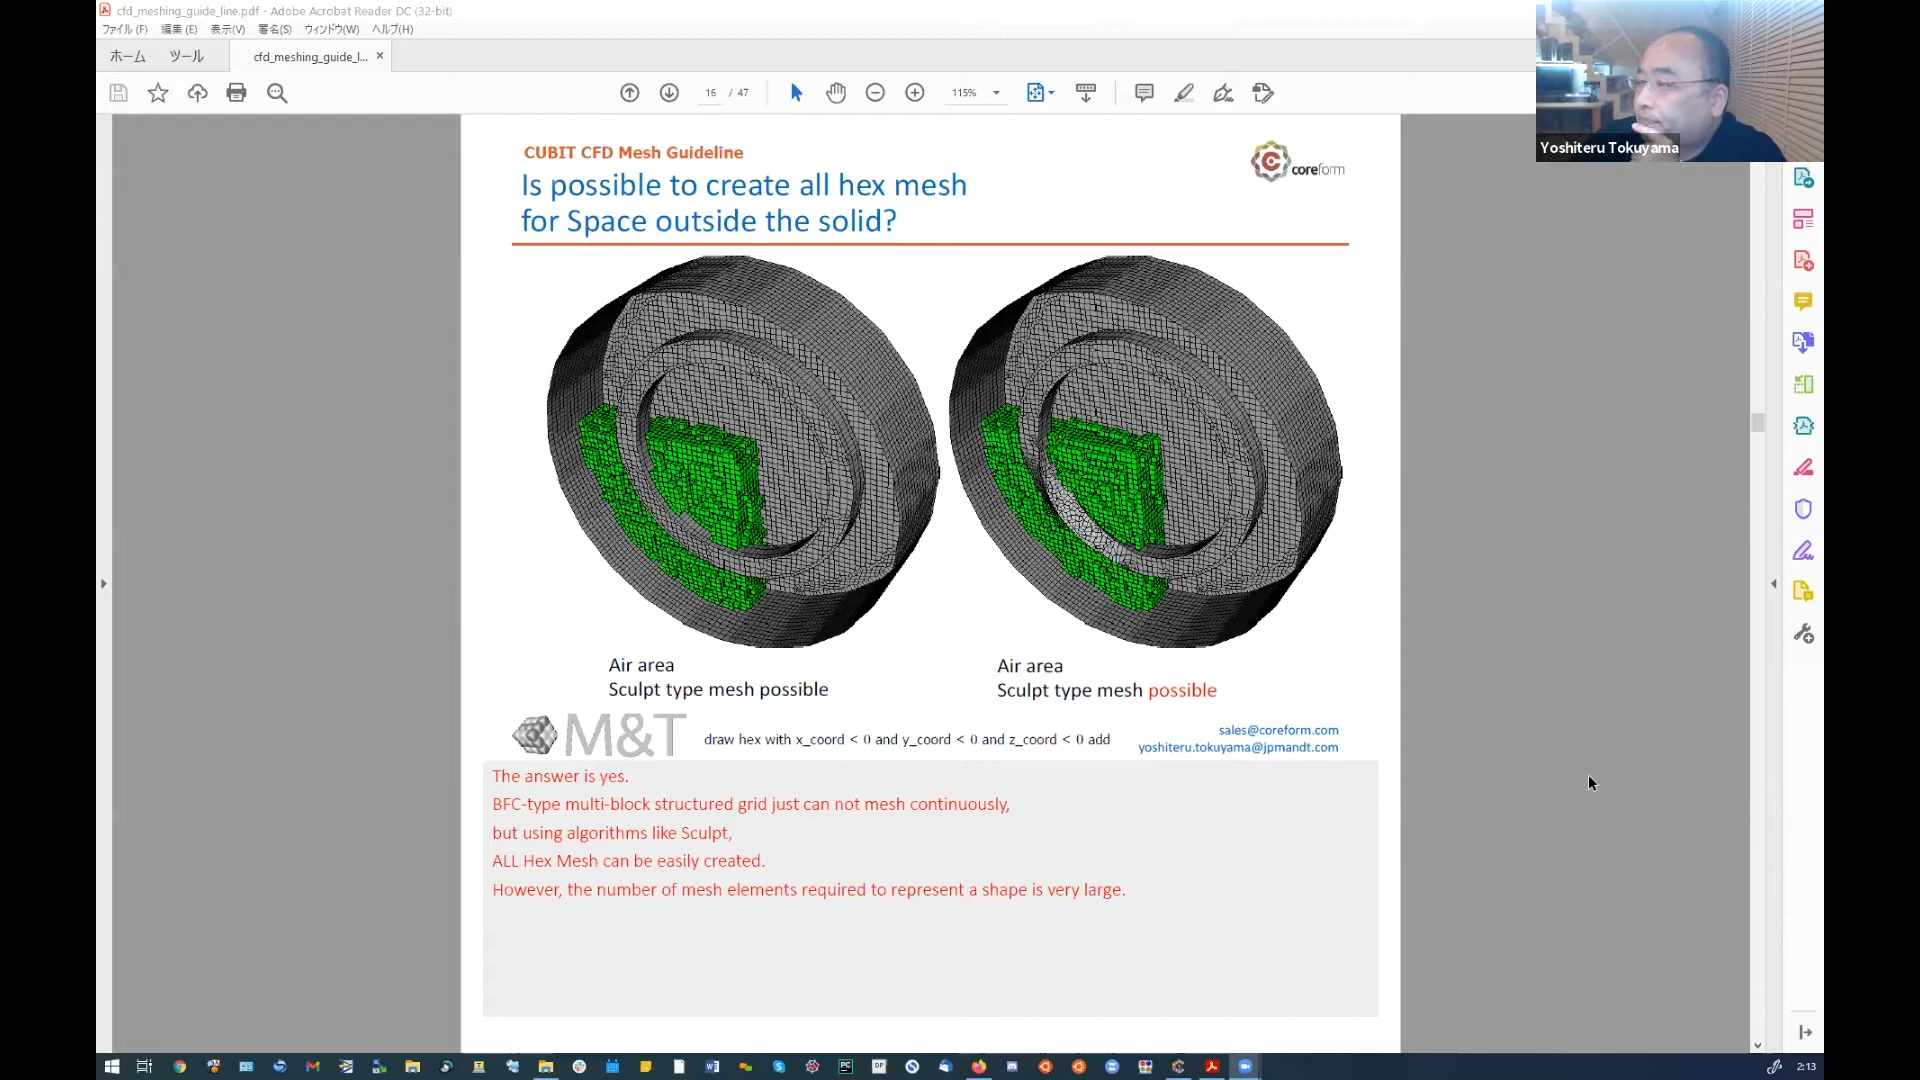 cfd_meshing_guide_line.pdf - Adobe Acrobat Reader DC (32-bit)
ファイル(F) 編集(E) 表示(V) 署名(S) ウィンドウ(W) ヘルプ(H)
ホーム ツール cfd_meshing_guide_l... ×
16 / 47 115%
Yoshiteru Tokuyama
CUBIT CFD Mesh Guideline
coreform
Is possible to create all hex mesh
for Space outside the solid?
Air area
Sculpt type mesh possible
Air area
Sculpt type mesh possible
M&T
draw hex with x_coord < 0 and y_coord < 0 and z_coord < 0 add
sales@coreform.com
yoshiteru.tokuyama@jpmandt.com
The answer is yes.
BFC-type multi-block structured grid just can not mesh continuously,
but using algorithms like Sculpt,
ALL Hex Mesh can be easily created.
However, the number of mesh elements required to represent a shape is very large.
2:13